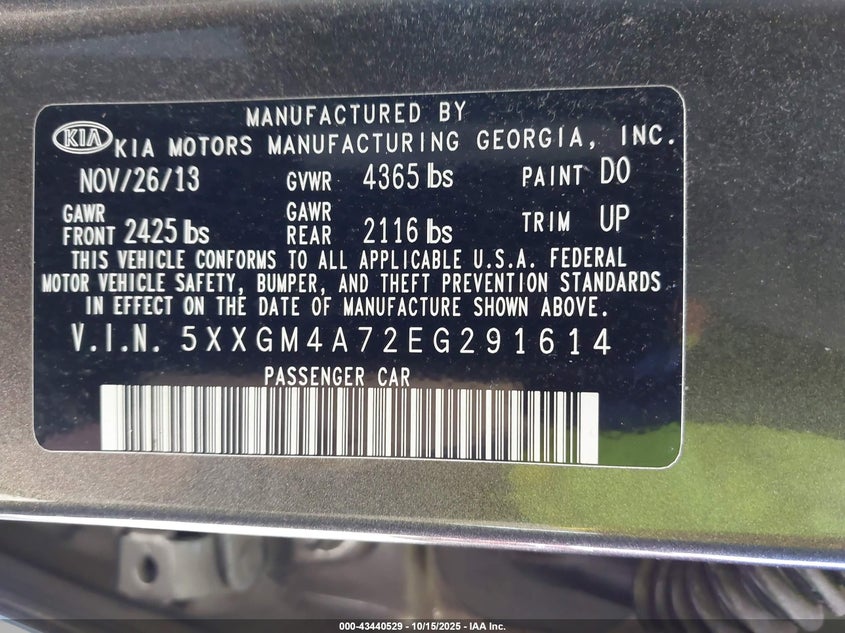 MANUFACTURED BY
KIA KIA MOTORS MANUFACTURING GEORGIA, INC.
NOV/26/13 GVWR 4365 lbs PAINT D0
GAWR FRONT 2425 lbs GAWR REAR 2116 lbs TRIM UP
THIS VEHICLE CONFORMS TO ALL APPLICABLE U.S.A. FEDERAL
MOTOR VEHICLE SAFETY, BUMPER, AND THEFT PREVENTION STANDARDS
IN EFFECT ON THE DATE OF MANUFACTURE SHOWN ABOVE.
V.I.N. 5XXGM4A72EG291614
PASSENGER CAR
000-43440529 - 10/15/2025 - IAA Inc.